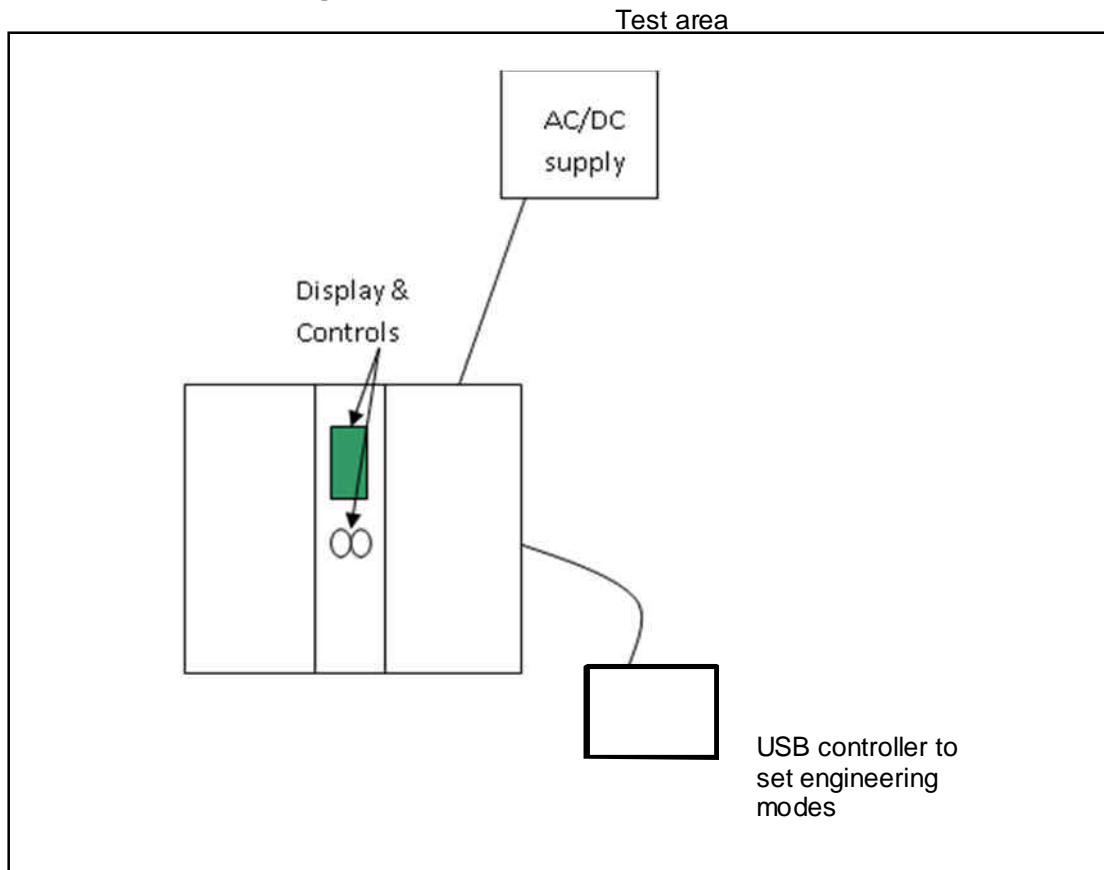 Test area
AC/DC
supply
Display &
Controls
USB controller to
set engineering
modes